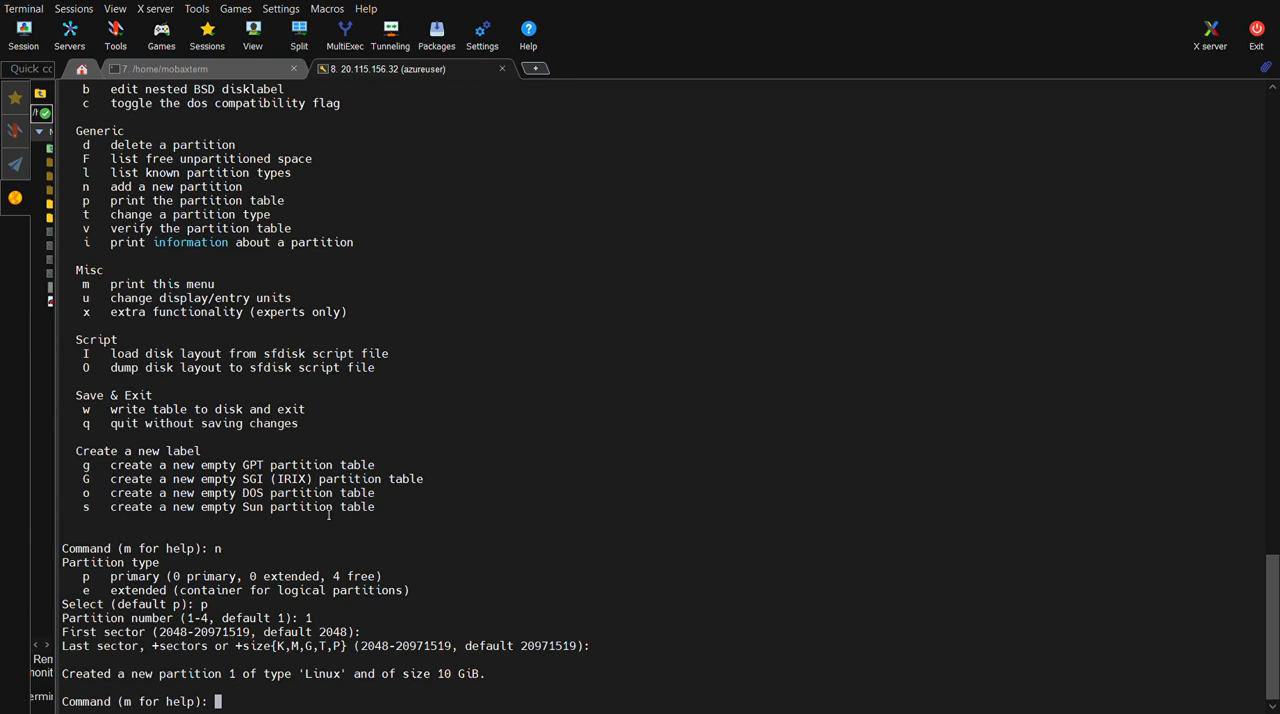 Terminal Sessions View X server Tools Games Settings Macros Help
Session Servers Tools Games Sessions View Split MultiExec Tunneling Packages Settings Help X server Exit
Quick cc 7. /home/mobaxterm 8. 20.115.156.32 (azureuser)
b edit nested BSD disklabel
c toggle the dos compatibility flag
Generic
d delete a partition
F list free unpartitioned space
l list known partition types
n add a new partition
p print the partition table
t change a partition type
v verify the partition table
i print information about a partition
Misc
m print this menu
u change display/entry units
x extra functionality (experts only)
Script
I load disk layout from sfdisk script file
O dump disk layout to sfdisk script file
Save & Exit
w write table to disk and exit
q quit without saving changes
Create a new label
g create a new empty GPT partition table
G create a new empty SGI (IRIX) partition table
o create a new empty DOS partition table
s create a new empty Sun partition table
Command (m for help): n
Partition type
p primary (0 primary, 0 extended, 4 free)
e extended (container for logical partitions)
Select (default p): p
Partition number (1-4, default 1): 1
First sector (2048-20971519, default 2048):
Last sector, +sectors or +size{K,M,G,T,P} (2048-20971519, default 20971519):
Created a new partition 1 of type 'Linux' and of size 10 GiB.
Command (m for help):
Rem
monit
ermin